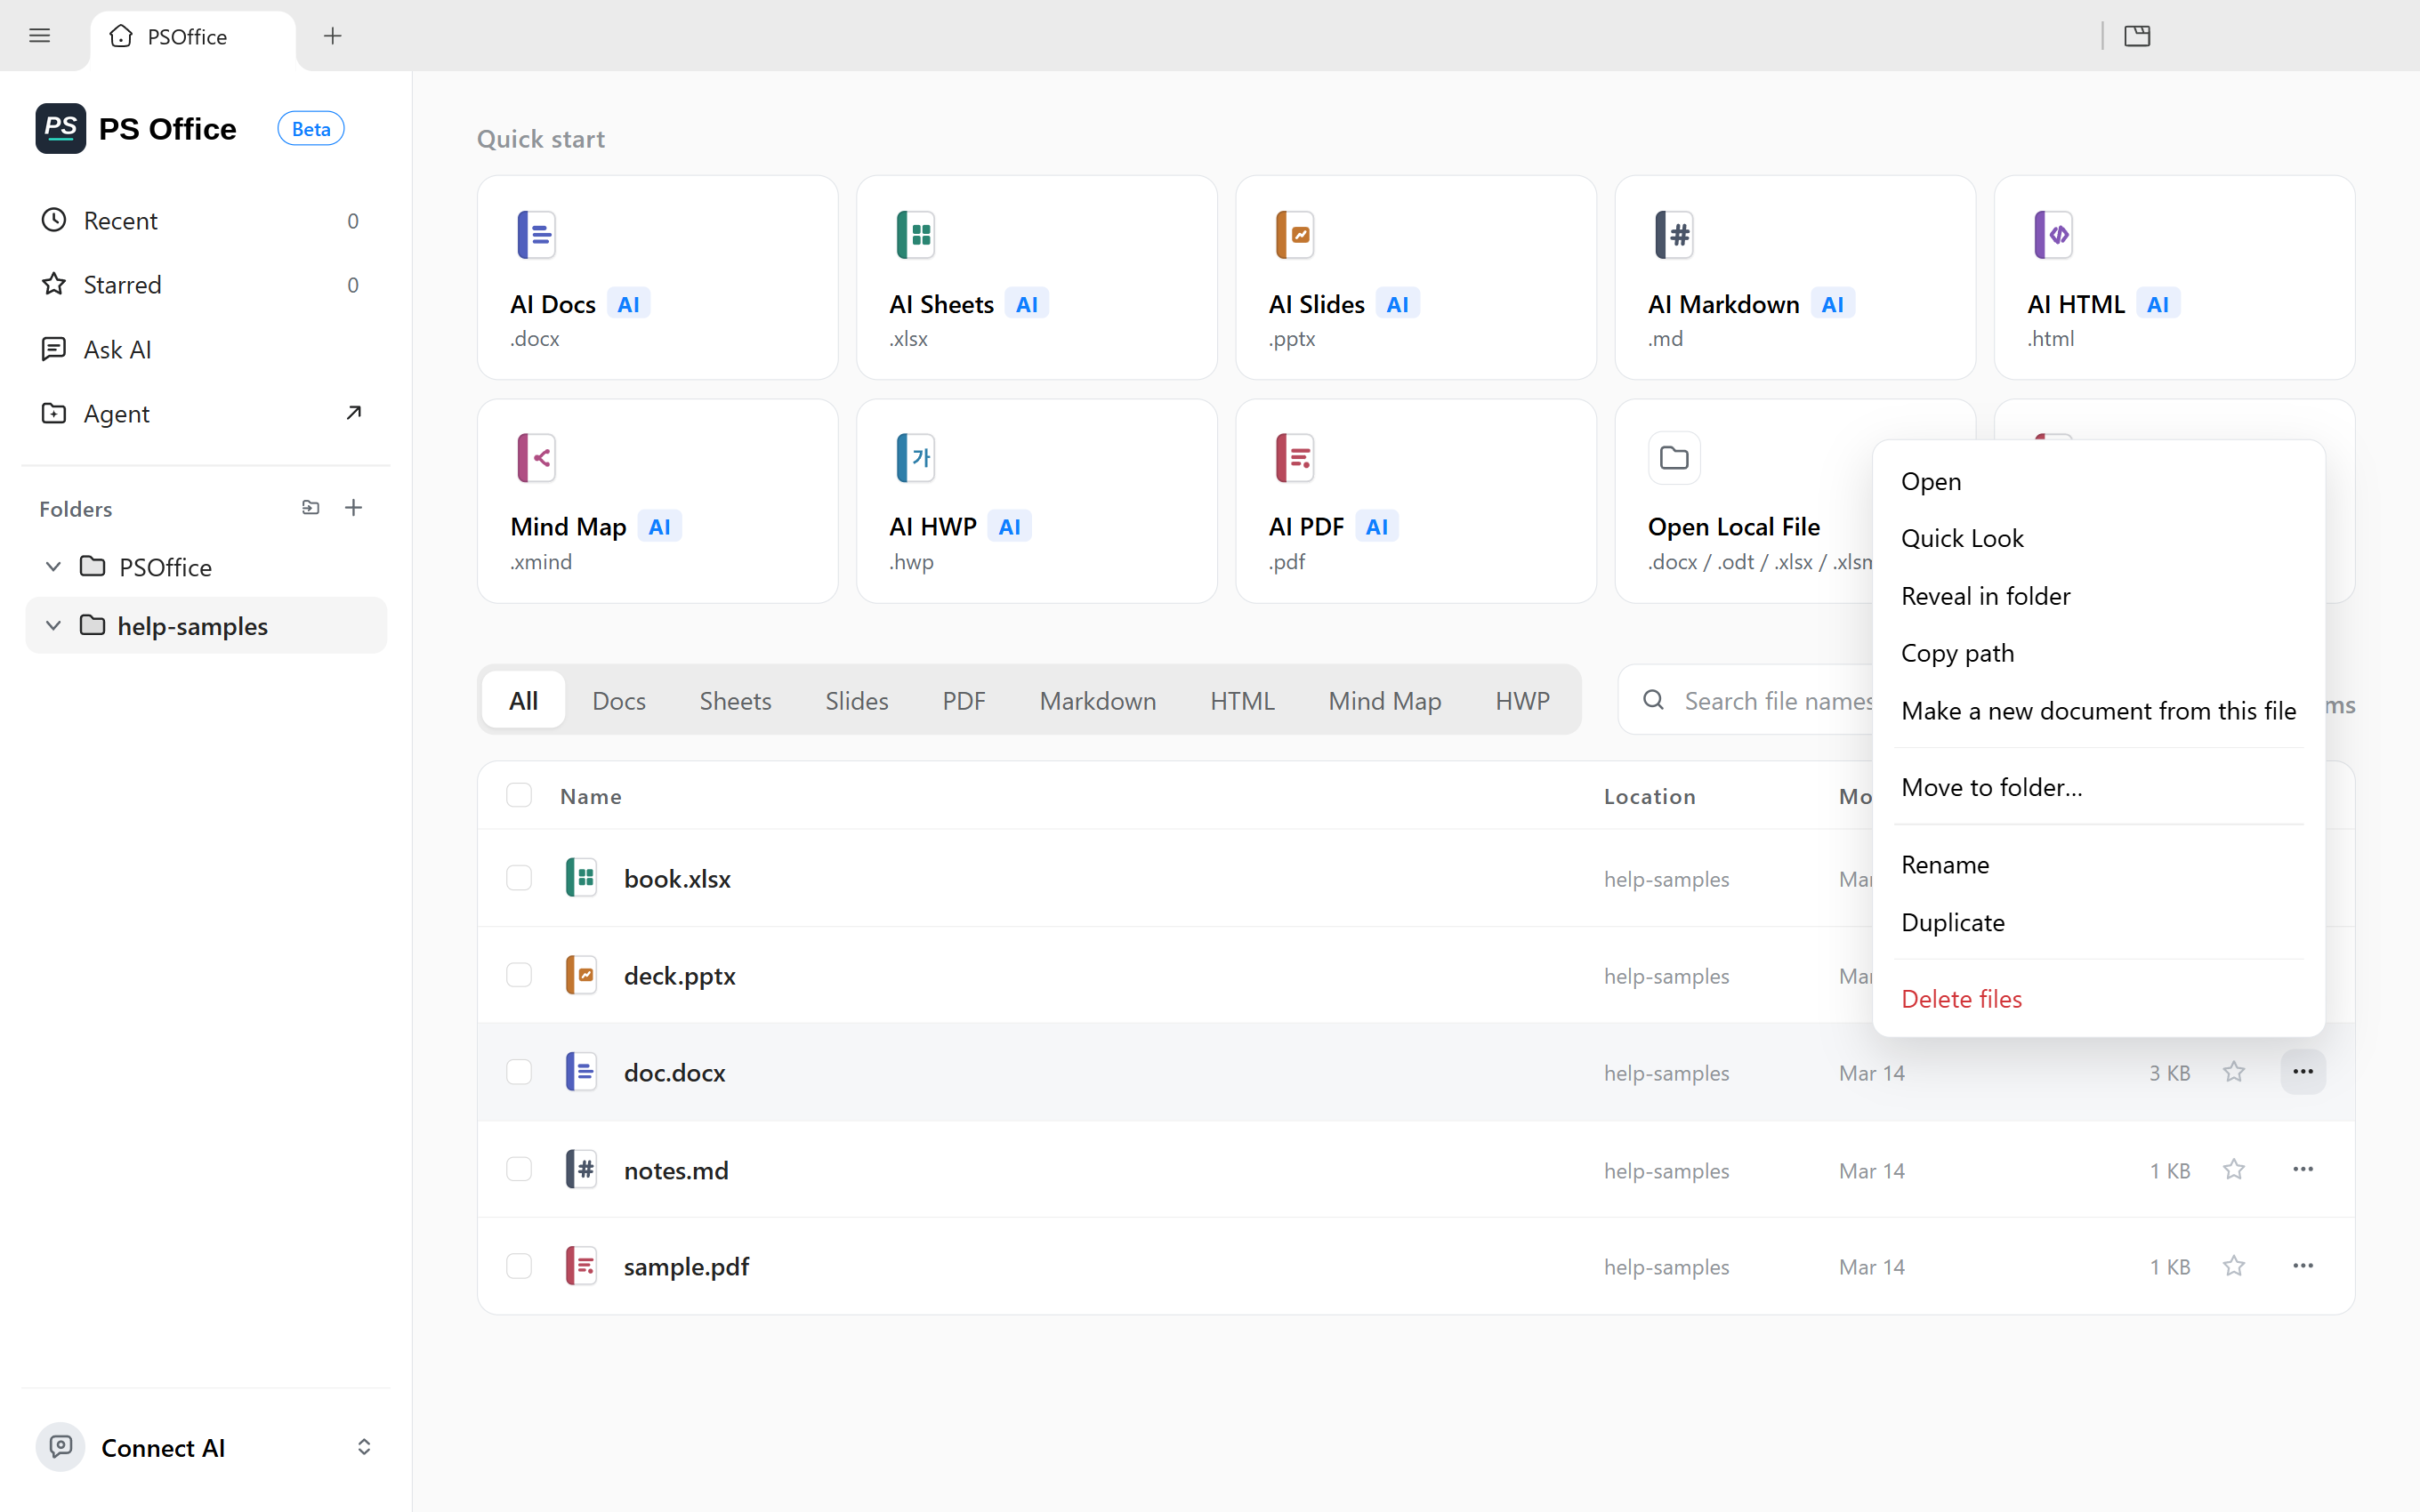 PSOffice
PS PS Office Beta
Recent 0
Starred 0
Ask AI
Agent
Folders
PSOffice
help-samples
Connect AI
Quick start
AI Docs AI
.docx
AI Sheets AI
.xlsx
AI Slides AI
.pptx
AI Markdown AI
.md
AI HTML AI
.html
Mind Map AI
.xmind
가
AI HWP AI
.hwp
AI PDF AI
.pdf
Open Local File
.docx / .odt / .xlsx /
All Docs Sheets Slides PDF Markdown HTML Mind Map HWP
Search file names
Name Location
book.xlsx help-samples
deck.pptx help-samples
doc.docx help-samples Mar 14 3 KB
notes.md help-samples Mar 14 1 KB
sample.pdf help-samples Mar 14 1 KB
Open
Quick Look
Reveal in folder
Copy path
Make a new document from this file
Move to folder...
Rename
Duplicate
Delete files